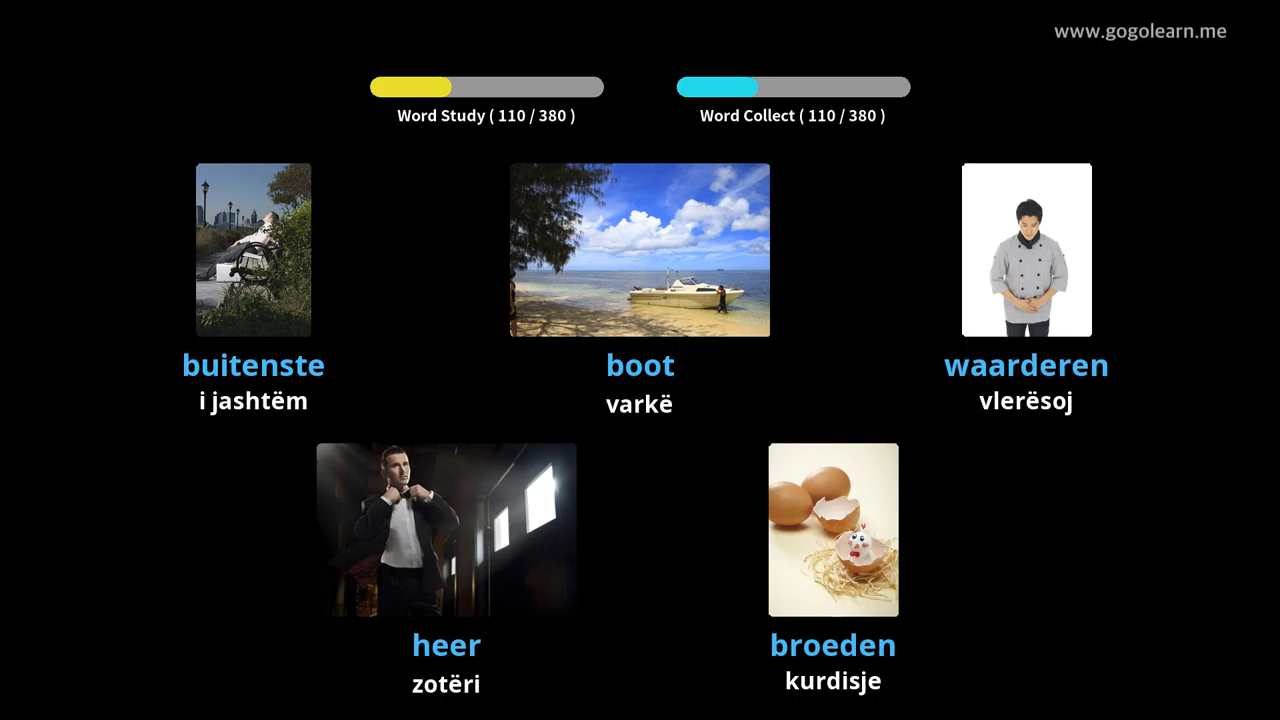 www.gogolearn.me
Word Study ( 110 / 380 )
Word Collect ( 110 / 380 )
buitenste
i jashtëm
boot
varkë
waarderen
vlerësoj
heer
zotëri
broeden
kurdisje